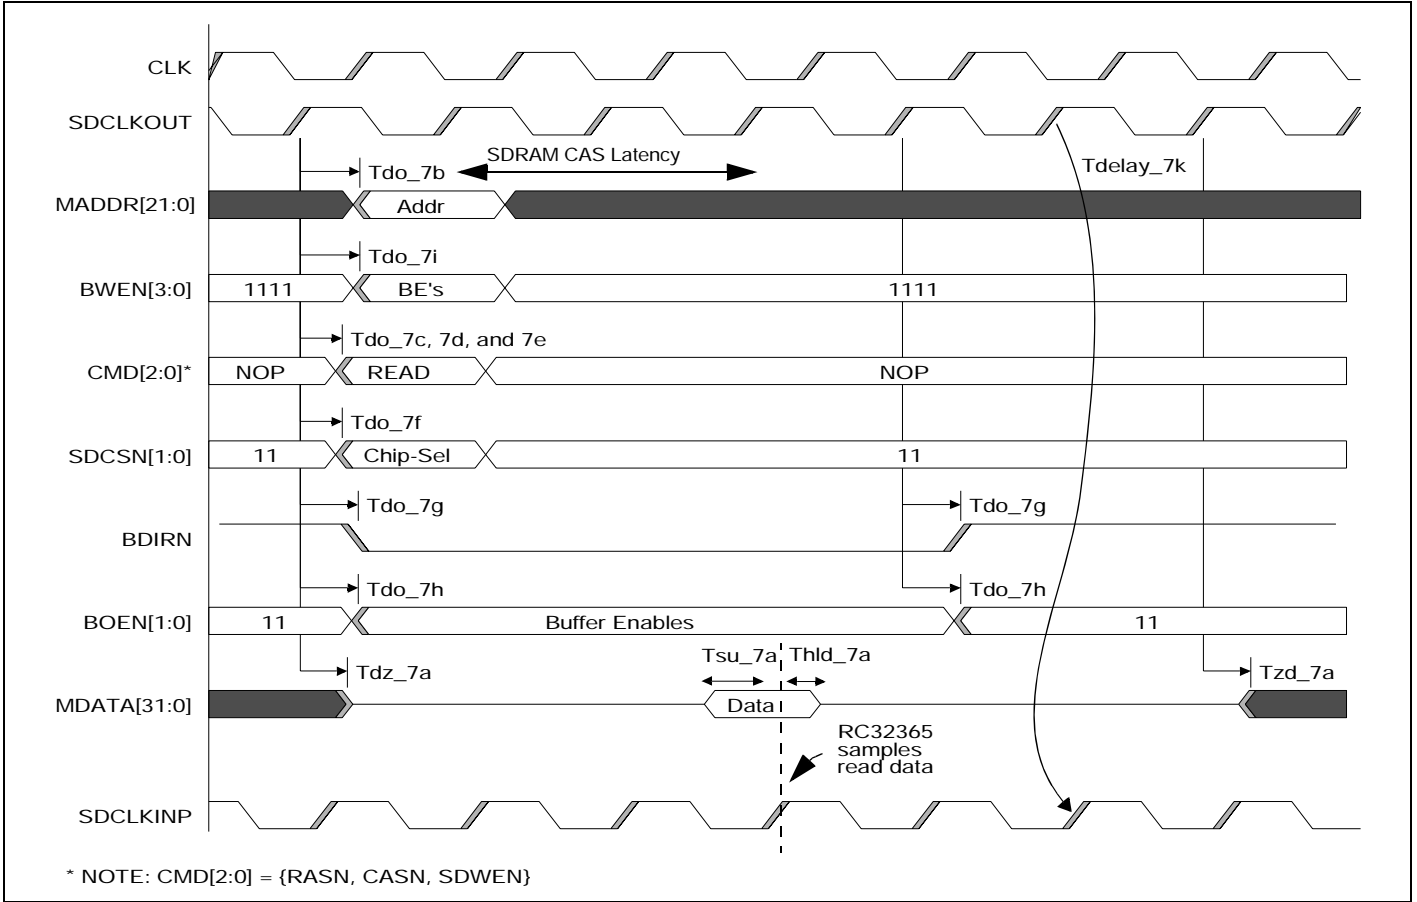 CLK
SDCLKOUT
SDRAM CAS Latency
Tdo_7b
Tdelay_7k
MADDR[21:0]
Addr
Tdo_7i
BWEN[3:0]
1111
BE's
1111
Tdo_7c, 7d, and 7e
CMD[2:0]*
NOP
READ
NOP
Tdo_7f
SDCSN[1:0]
11
Chip-Sel
11
Tdo_7g
Tdo_7g
BDIRN
Tdo_7h
Tdo_7h
BOEN[1:0]
11
Buffer Enables
11
Tsu_7a
Thld_7a
Tdz_7a
Tzd_7a
MDATA[31:0]
Data
RC32365
samples
read data
SDCLKINP
* NOTE: CMD[2:0] = {RASN, CASN, SDWEN}